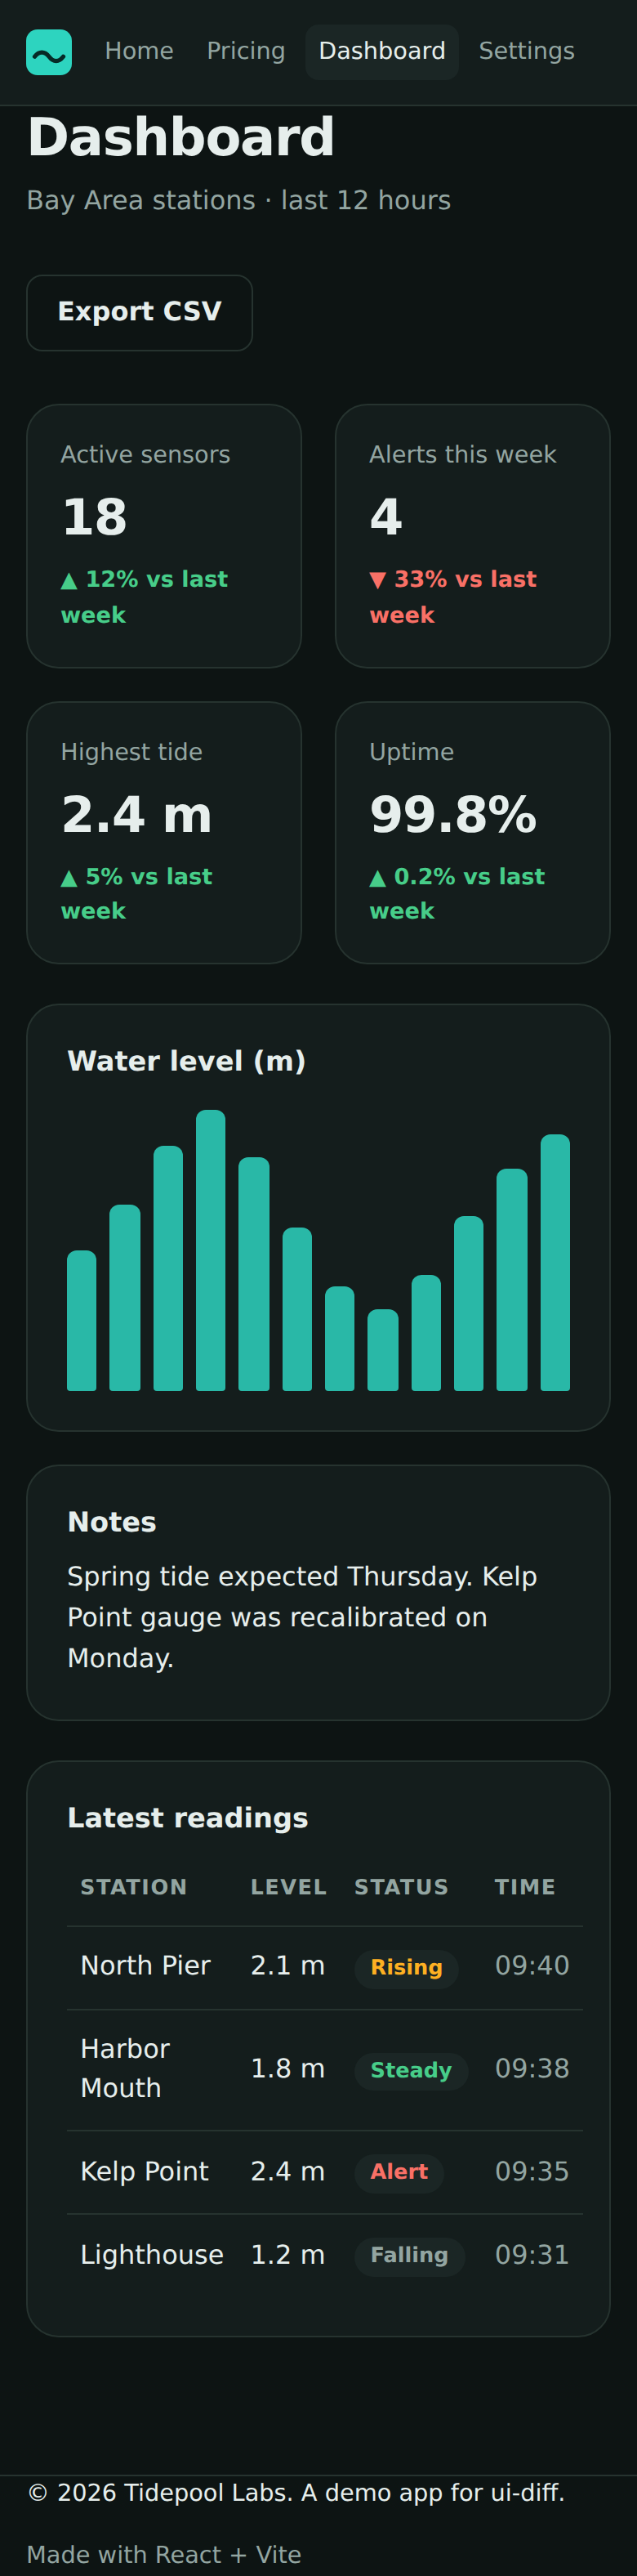 Home Pricing Dashboard Settings
Dashboard
Bay Area stations · last 12 hours
Export CSV
Active sensors
18
▲ 12% vs last
week
Alerts this week
4
▼ 33% vs last
week
Highest tide
2.4 m
▲ 5% vs last
week
Uptime
99.8%
▲ 0.2% vs last
week
Water level (m)
Notes
Spring tide expected Thursday. Kelp
Point gauge was recalibrated on
Monday.
Latest readings
STATION LEVEL STATUS TIME
North Pier 2.1 m Rising 09:40
Harbor
Mouth 1.8 m Steady 09:38
Kelp Point 2.4 m Alert 09:35
Lighthouse 1.2 m Falling 09:31
© 2026 Tidepool Labs. A demo app for ui-diff.
Made with React + Vite